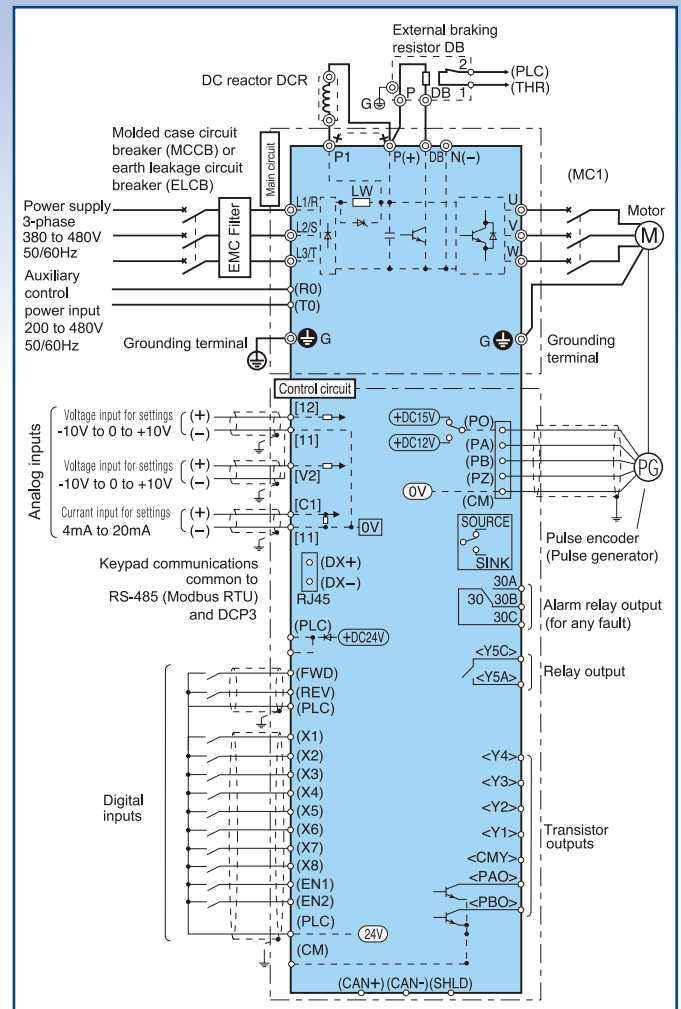 External braking
resistor DB
DC reactor DCR
2
1
(PLC)
(THR)
G
P
DB
Molded case circuit
breaker (MCCB) or
earth leakage circuit
breaker (ELCB)
Main circuit
P1
P(+)
DB
N(-)
(MC1)
Power supply
3-phase
380 to 480V
50/60Hz
EMC Filter
L1/R
L2/S
L3/T
LW
U
V
W
Motor
M
Auxiliary
control
power input
200 to 480V
50/60Hz
(R0)
(T0)
Grounding terminal
G
G
Grounding
terminal
Control circuit
Analog inputs
Voltage input for settings
-10V to 0 to +10V
(+)
(-)
[12]
[11]
Voltage input for settings
-10V to 0 to +10V
(+)
(-)
[V2]
Currant input for settings
4mA to 20mA
(+)
(-)
[C1]
[11]
0V
+DC15V
+DC12V
0V
(PO)
(PA)
(PB)
(PZ)
(CM)
PG
Pulse encoder
(Pulse generator)
SOURCE
SINK
Keypad communications
common to
RS-485 (Modbus RTU)
and DCP3
(DX+)
(DX-)
RJ45
30
30A
30B
30C
Alarm relay output
(for any fault)
(PLC)
+DC24V
<Y5C>
<Y5A>
Relay output
Digital
inputs
(FWD)
(REV)
(PLC)
(X1)
(X2)
(X3)
(X4)
(X5)
(X6)
(X7)
(X8)
(EN1)
(EN2)
(PLC)
24V
(CM)
<Y4>
<Y3>
<Y2>
<Y1>
<CMY>
<PAO>
<PBO>
Transistor
outputs
(CAN+) (CAN-) (SHLD)